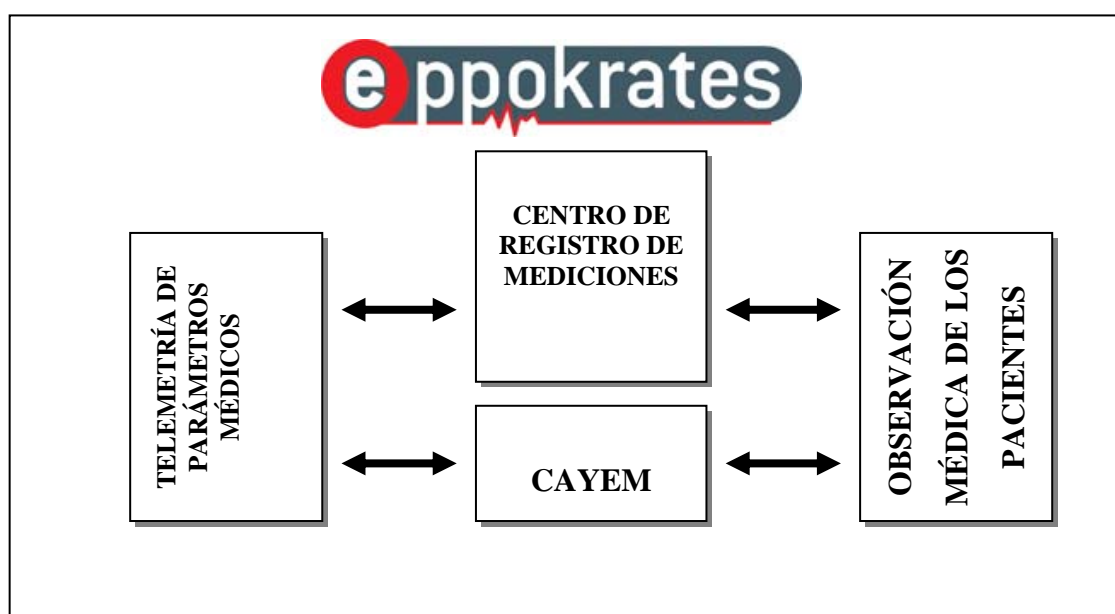 eppokrates
CENTRO DE
REGISTRO DE
MEDICIONES
TELEMETRÍA DE
PARÁMETROS
MÉDICOS
OBSERVACIÓN
MÉDICA DE LOS
PACIENTES
CAYEM